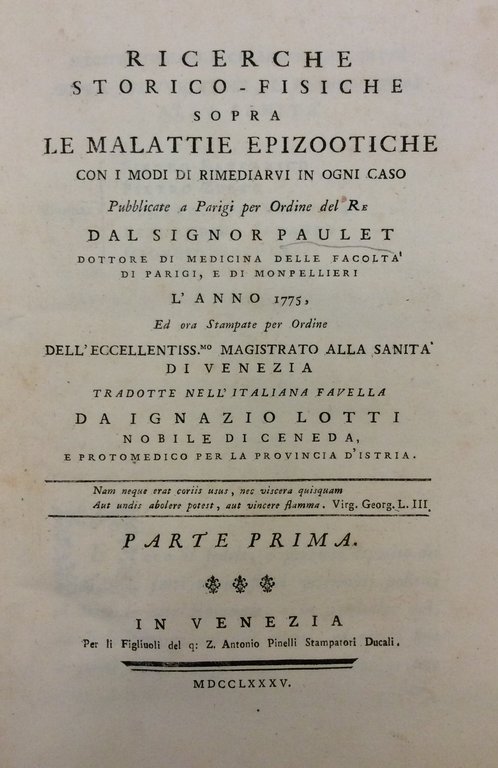 RICERCHE
STORICO-FISICHE
SOPRA
LE MALATTIE EPIZOOTICHE
CON I MODI DI RIMEDIARVI IN OGNI CASO
Pubblicate a Parigi per Ordine del RE
DAL SIGNOR PAULET
DOTTORE DI MEDICINA DELLE FACOLTA'
DI PARIGI, E DI MONPELLIERI
L'ANNO 1775,
Ed ora Stampate per Ordine
DELL'ECCELLENTISS.MO MAGISTRATO ALLA SANITA'
DI VENEZIA
TRADOTTE NELL'ITALIANA FAVELLA
DA IGNAZIO LOTTI
NOBILE DI CENEDA,
E PROTOMEDICO PER LA PROVINCIA D'ISTRIA.
Nam neque erat coriis usus, nec viscera quisquam
Aut undis abolere potest, aut vincere flamma. Virg. Georg. L. III.
PARTE PRIMA.
IN VENEZIA
Per li Figliuoli del q: Z. Antonio Pinelli Stampatori Ducali.
MDCCLXXXV.